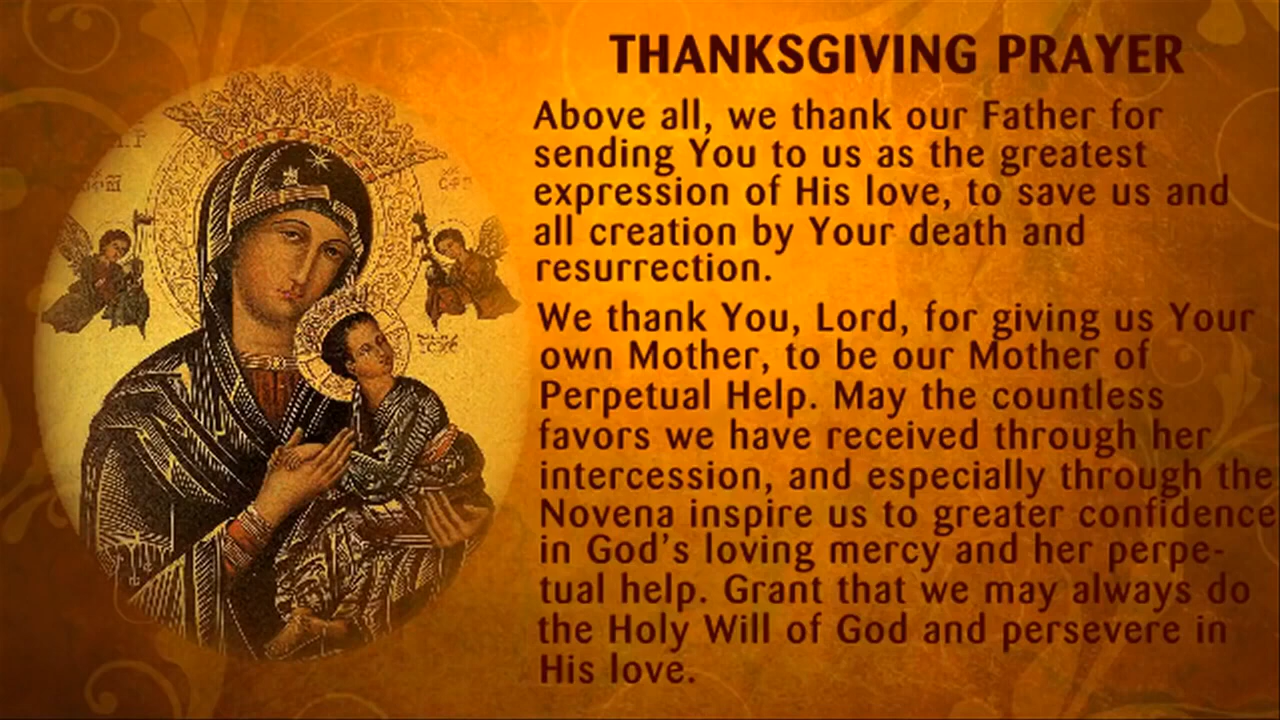 THANKSGIVING PRAYER
Above all, we thank our Father for
sending You to us as the greatest
expression of His love, to save us and
all creation by Your death and
resurrection.
We thank You, Lord, for giving us Your
own Mother, to be our Mother of
Perpetual Help. May the countless
favors we have received through her
intercession, and especially through the
Novena inspire us to greater confidence
in God’s loving mercy and her perpe-
tual help. Grant that we may always do
the Holy Will of God and persevere in
His love.